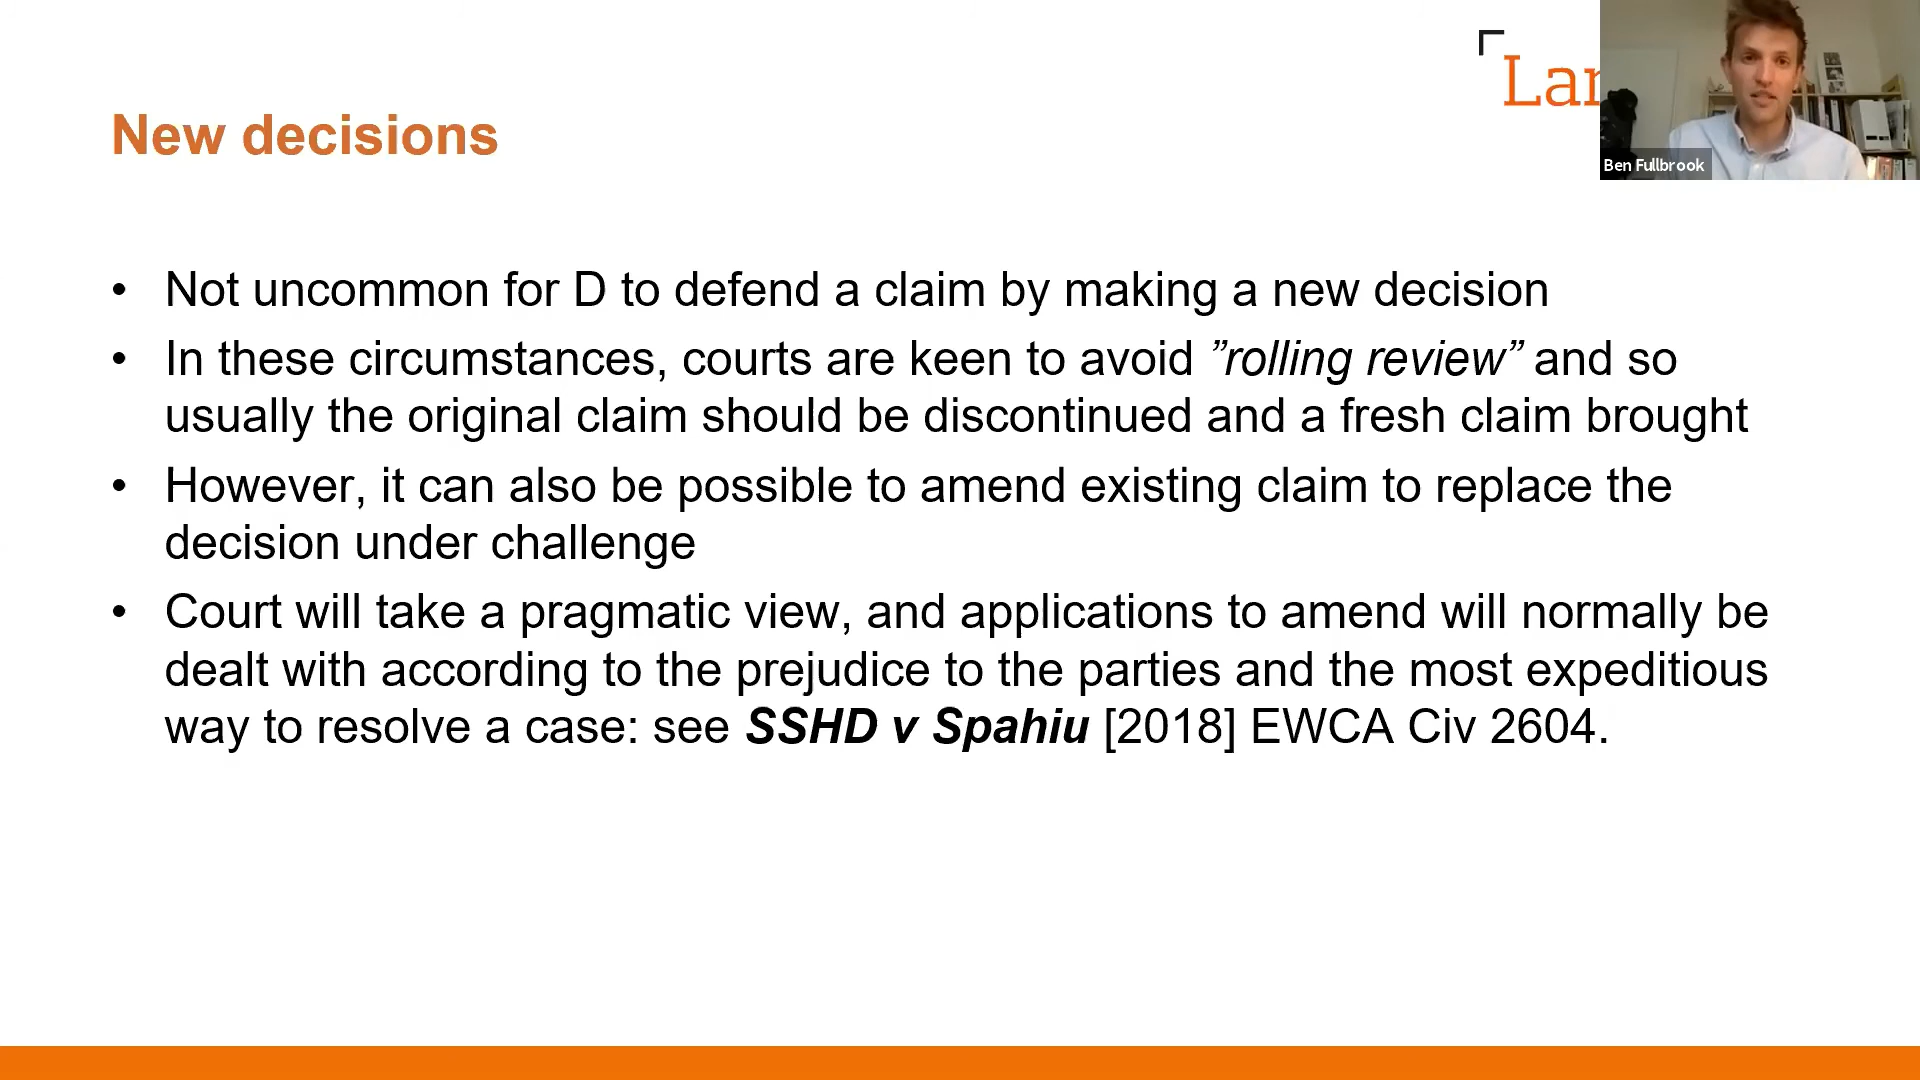 Lan
Ben Fullbrook
New decisions
• Not uncommon for D to defend a claim by making a new decision
• In these circumstances, courts are keen to avoid ”rolling review” and so
usually the original claim should be discontinued and a fresh claim brought
• However, it can also be possible to amend existing claim to replace the
decision under challenge
• Court will take a pragmatic view, and applications to amend will normally be
dealt with according to the prejudice to the parties and the most expeditious
way to resolve a case: see SSHD v Spahiu [2018] EWCA Civ 2604.